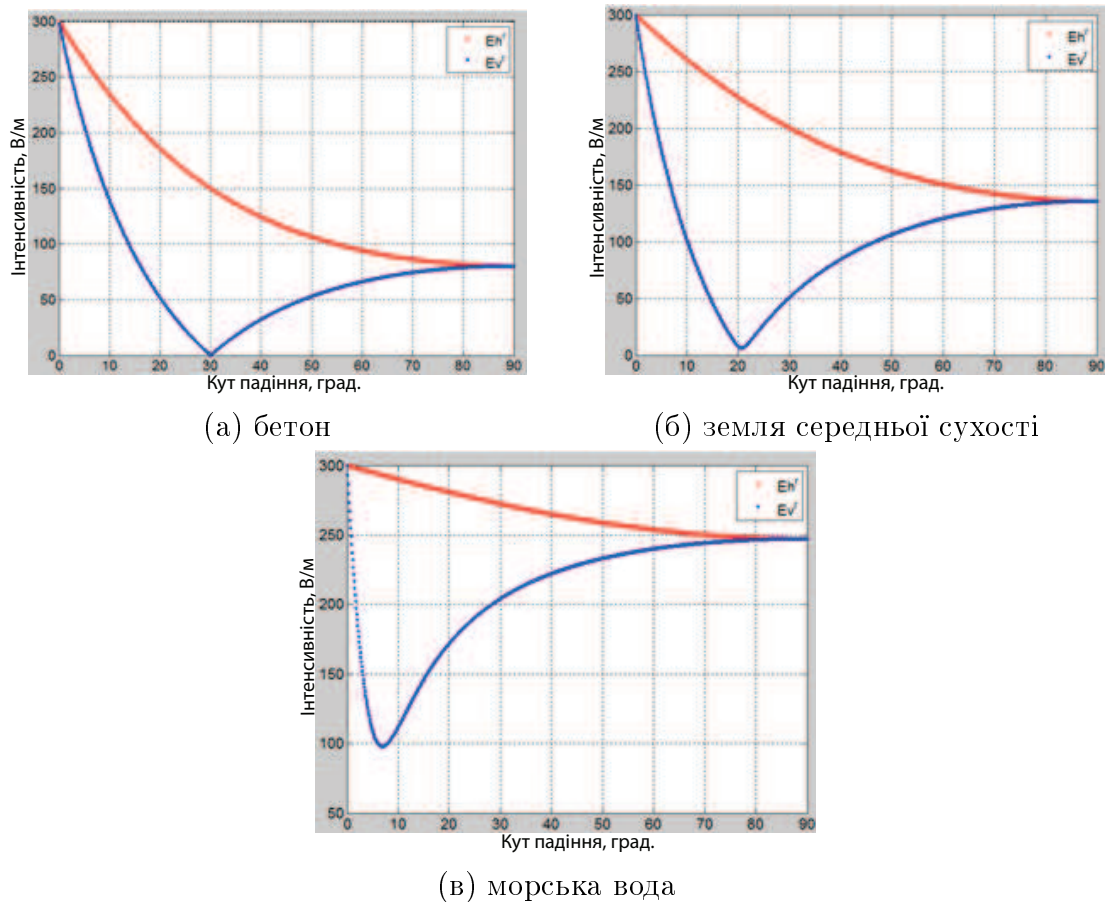 300
250
200
150
100
50
0
0 10 20 30 40 50 60 70 80 90
Інтенсивність, В/м
Кут падіння, град.
Eh^r
Ev^r
(а) бетон
300
250
200
150
100
50
0
0 10 20 30 40 50 60 70 80 90
Інтенсивність, В/м
Кут падіння, град.
Eh^r
Ev^r
(б) земля середньої сухості
300
250
200
150
100
50
0 10 20 30 40 50 60 70 80 90
Інтенсивність, В/м
Кут падіння, град.
Eh^r
Ev^r
(в) морська вода